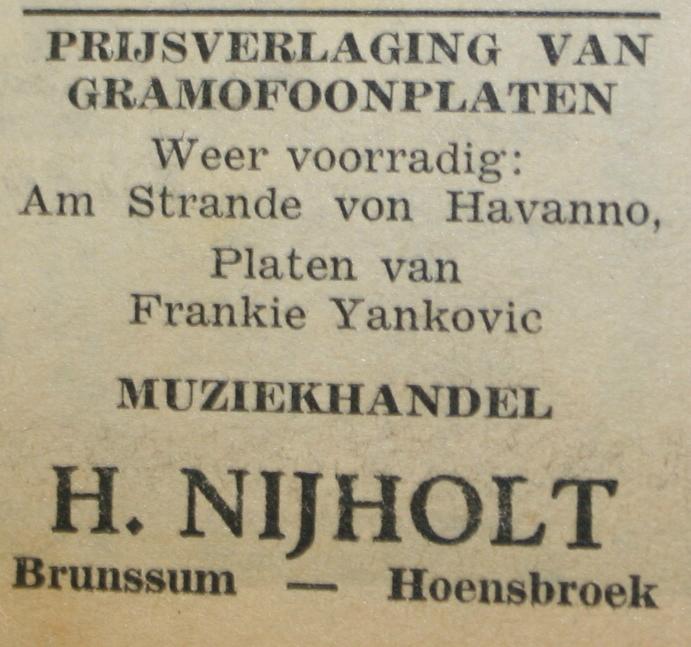 PRIJSVERLAGING VAN
GRAMOFOONPLATEN
Weer voorradig:
Am Strande von Havanno,
Platen van
Frankie Yankovic
MUZIEKHANDEL
H. NIJHOLT
Brunssum — Hoensbroek